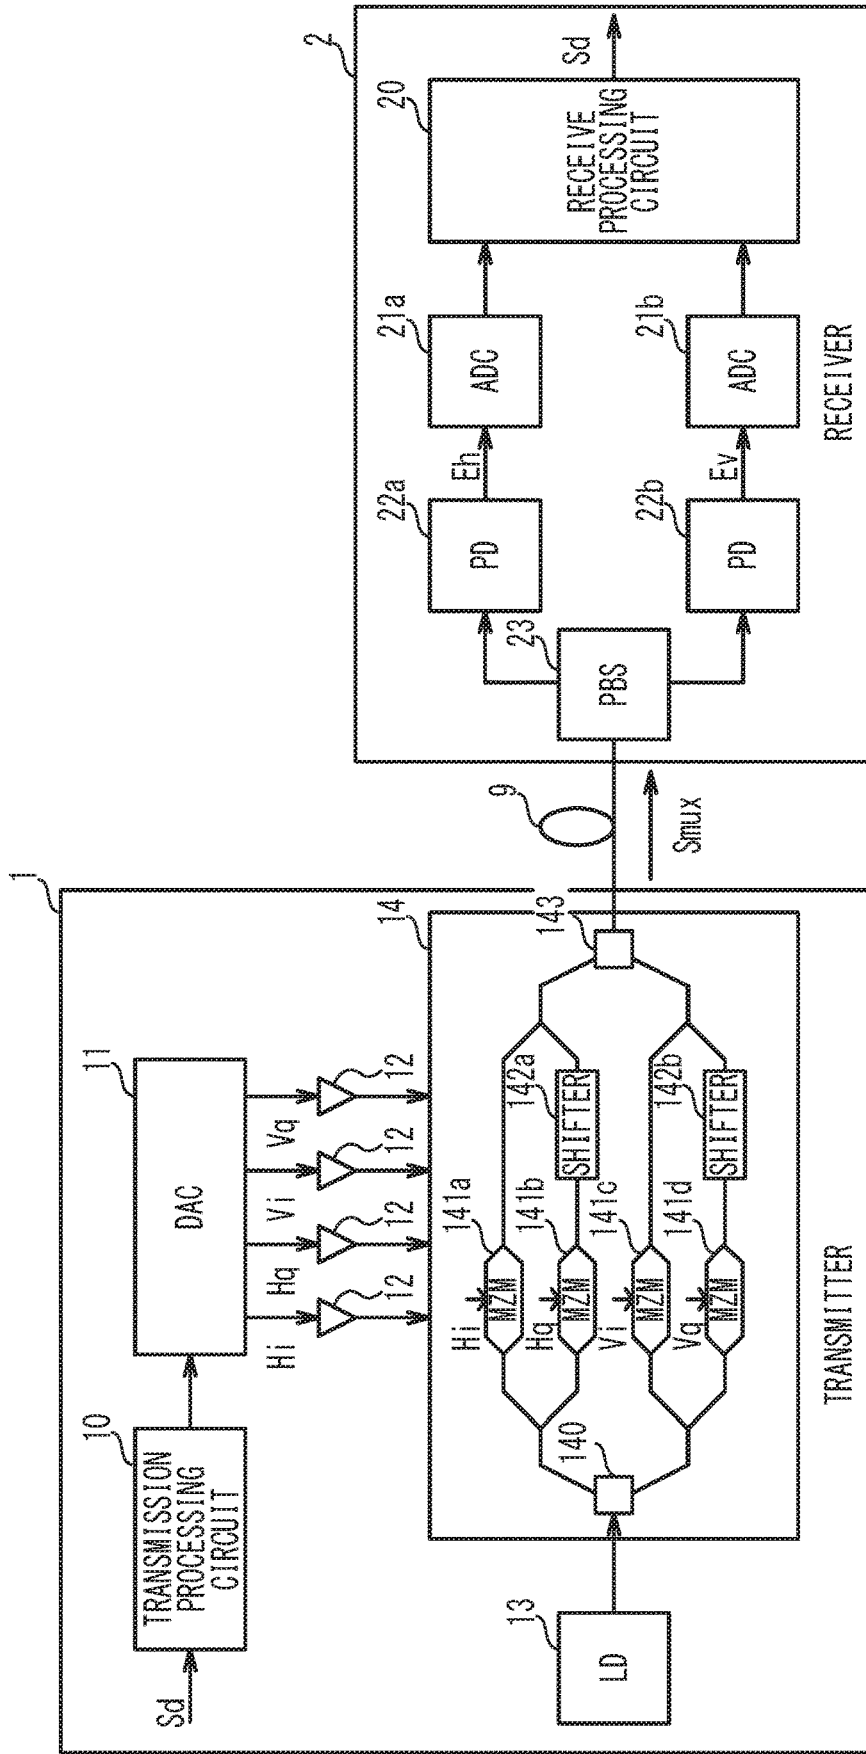 1
Sd
10
TRANSMISSION
PROCESSING
CIRCUIT
11
DAC
Hi
Hq
Vi
Vq
12
12
12
12
13
LD
14
140
Hi
MZM
141a
Hq
MZM
141b
Vi
MZM
141c
Vq
MZM
141d
SHIFTER
142a
SHIFTER
142b
143
TRANSMITTER
9
Smux
2
23
PBS
22a
PD
Eh
21a
ADC
22b
PD
Ev
21b
ADC
20
RECEIVE
PROCESSING
CIRCUIT
Sd
RECEIVER